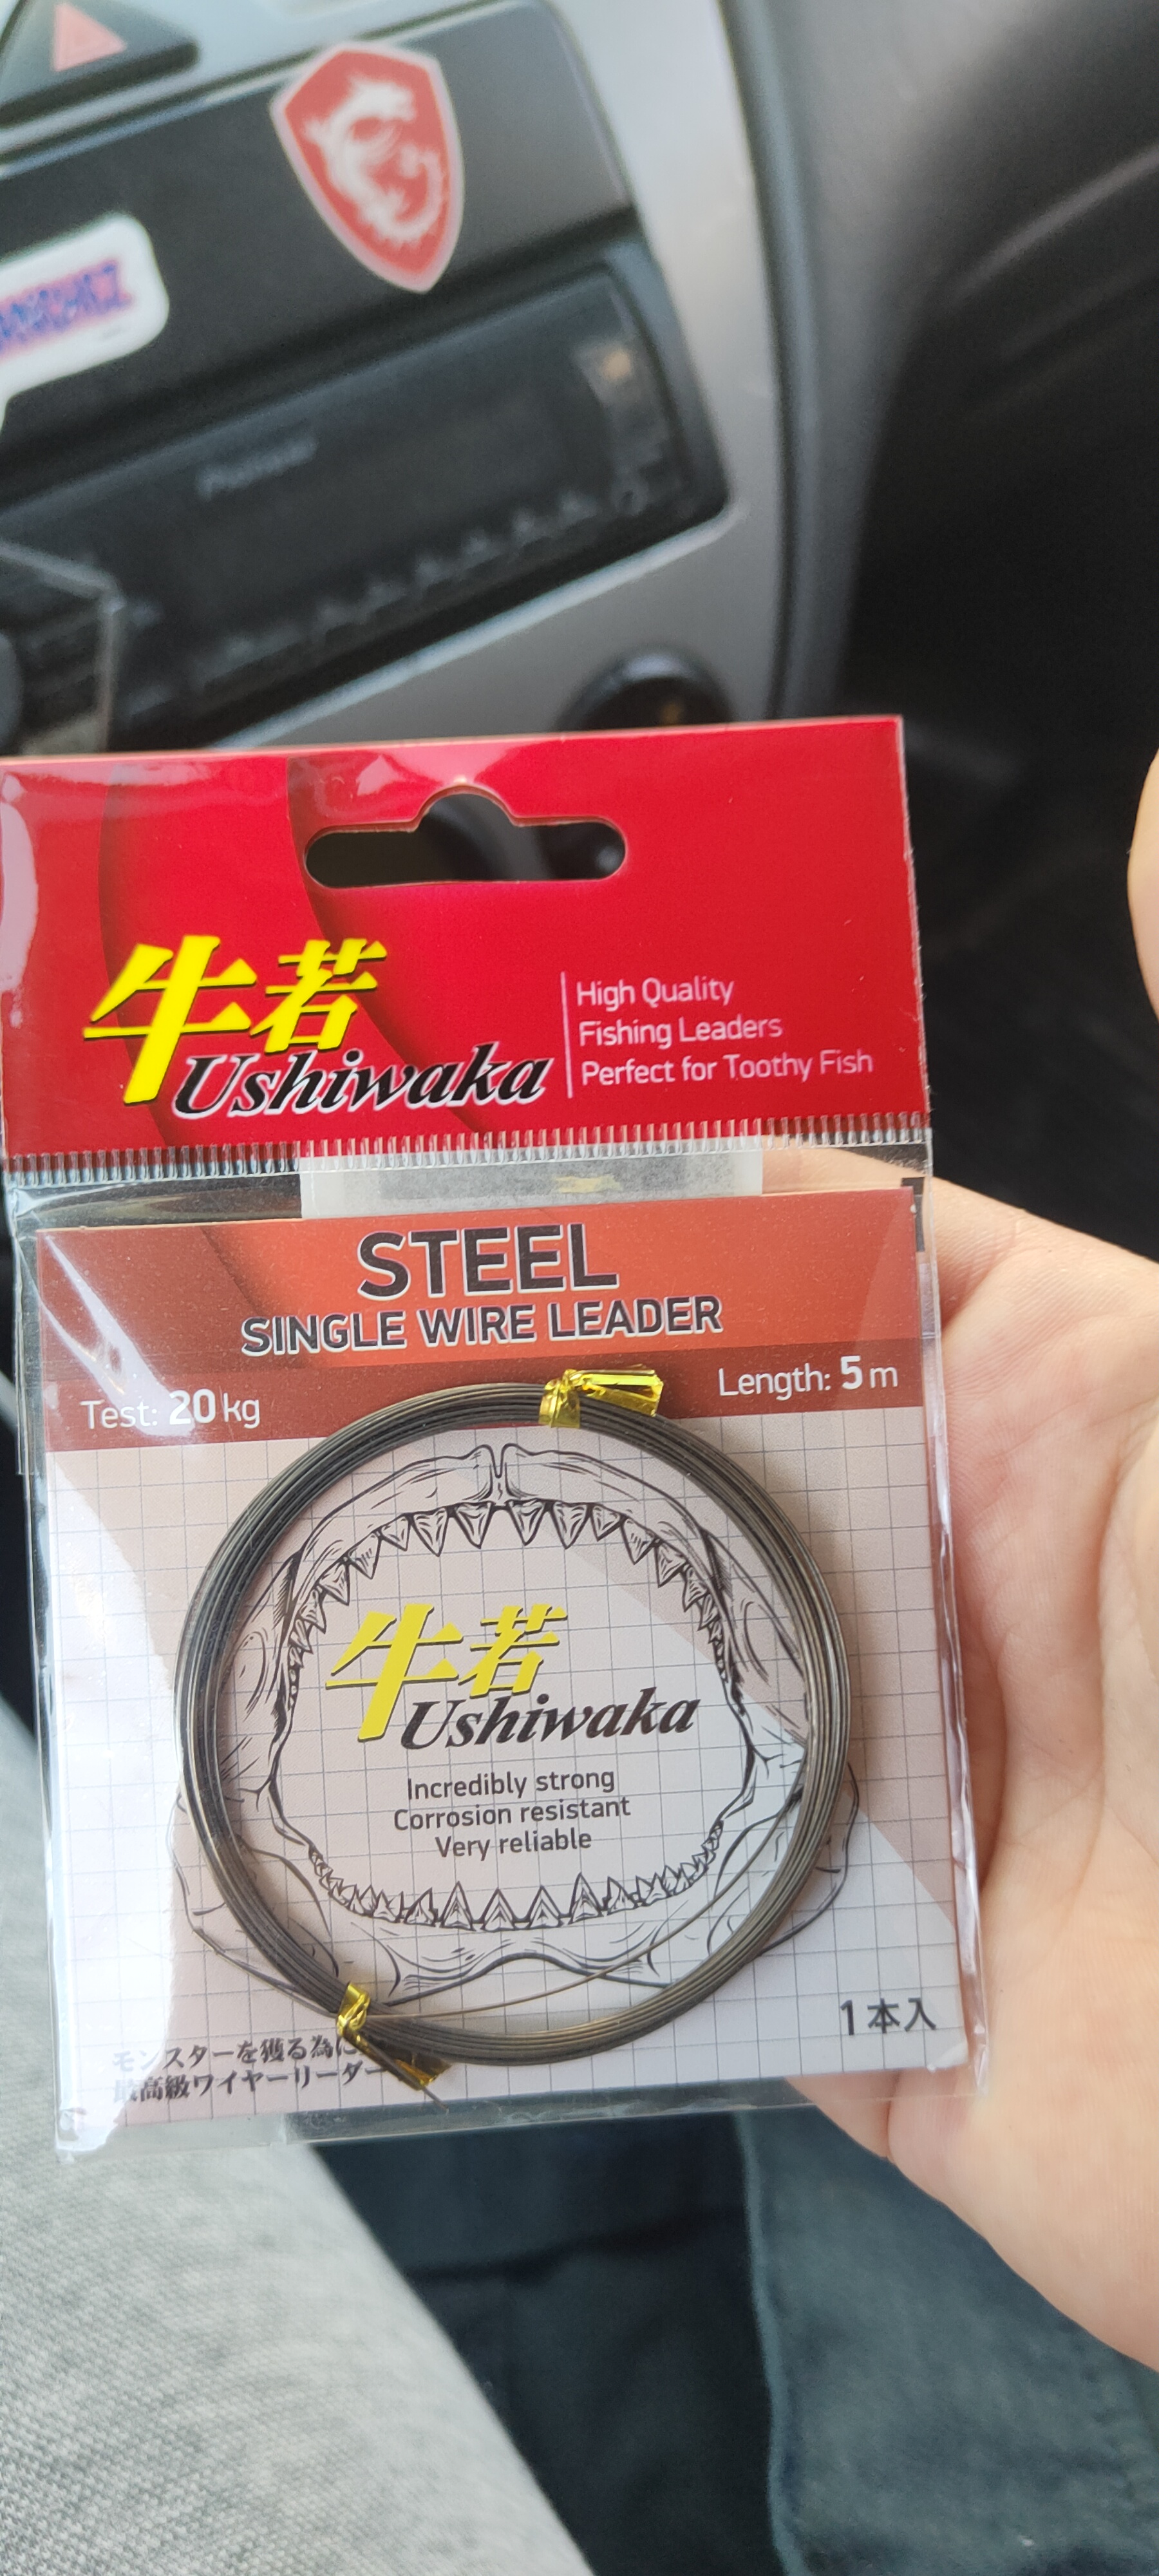 Pioneer
牛若
Ushiwaka
High Quality
Fishing Leaders
Perfect for Toothy Fish
STEEL
SINGLE WIRE LEADER
Test: 20 kg
Length: 5 m
牛若
Ushiwaka
Incredibly strong
Corrosion resistant
Very reliable
1本入
モンスターを獲る為に
最高級ワイヤーリーダー